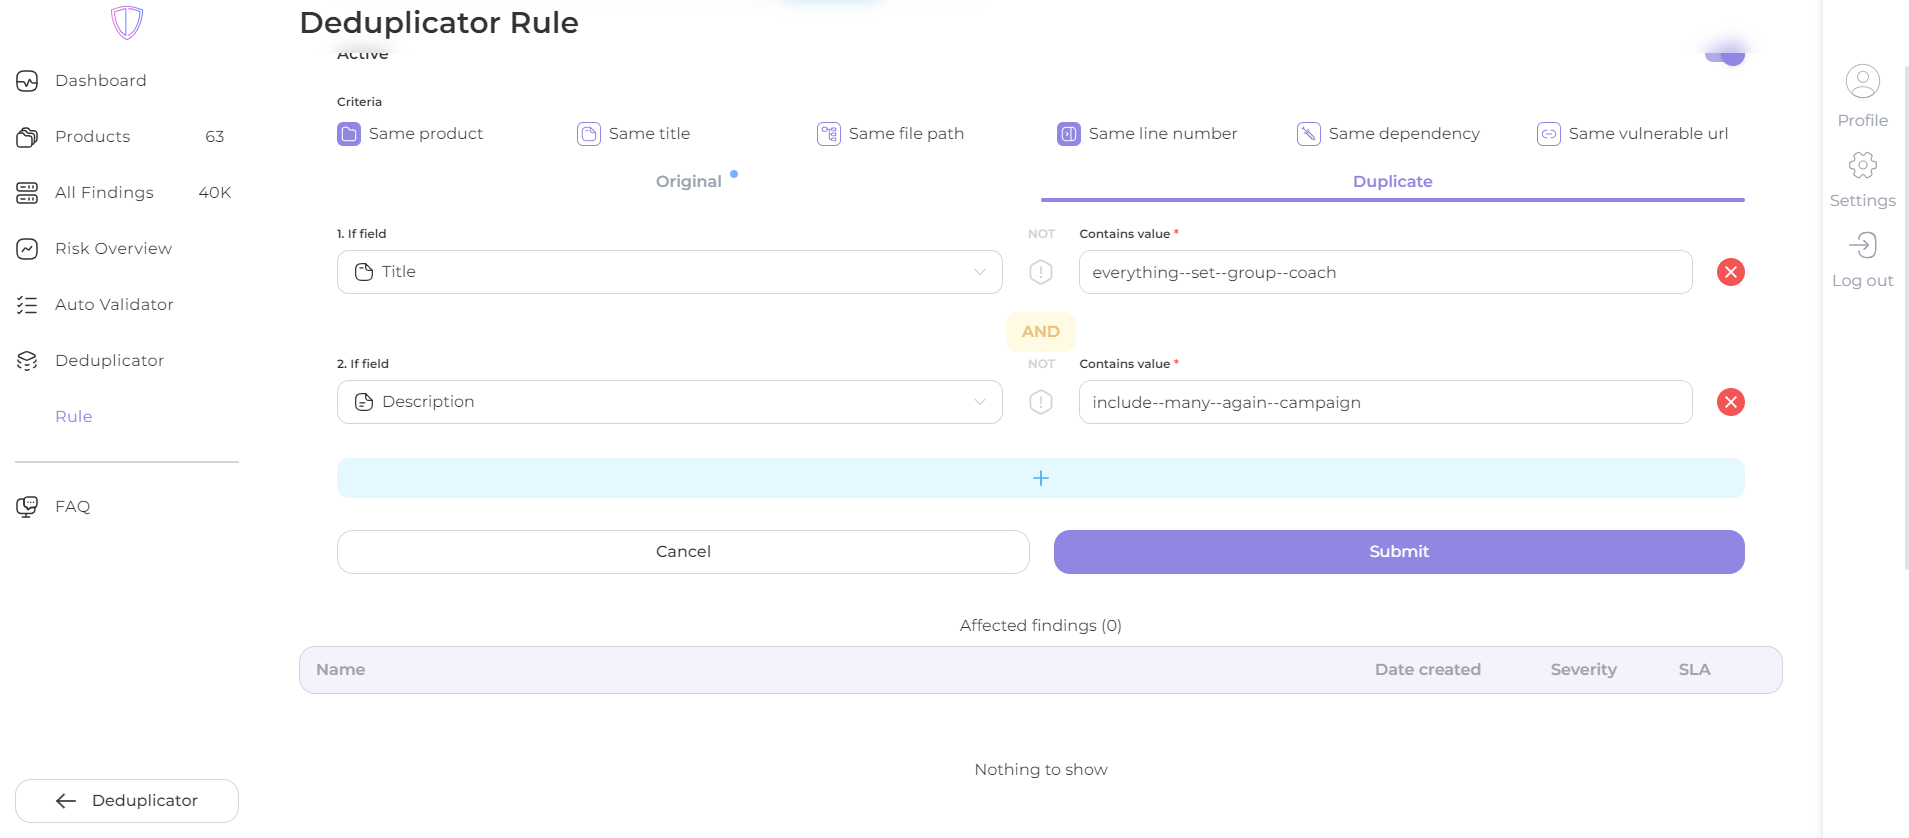 Deduplicator Rule
Active
Dashboard
Products 63
All Findings 40K
Risk Overview
Auto Validator
Deduplicator
Rule
FAQ
Deduplicator
Criteria
Same product
Same title
Same file path
Same line number
Same dependency
Same vulnerable url
Original
Duplicate
1. If field
NOT
Contains value *
Title
everything--set--group--coach
AND
2. If field
NOT
Contains value *
Description
include--many--again--campaign
Cancel
Submit
Affected findings (0)
Name
Date created
Severity
SLA
Nothing to show
Profile
Settings
Log out